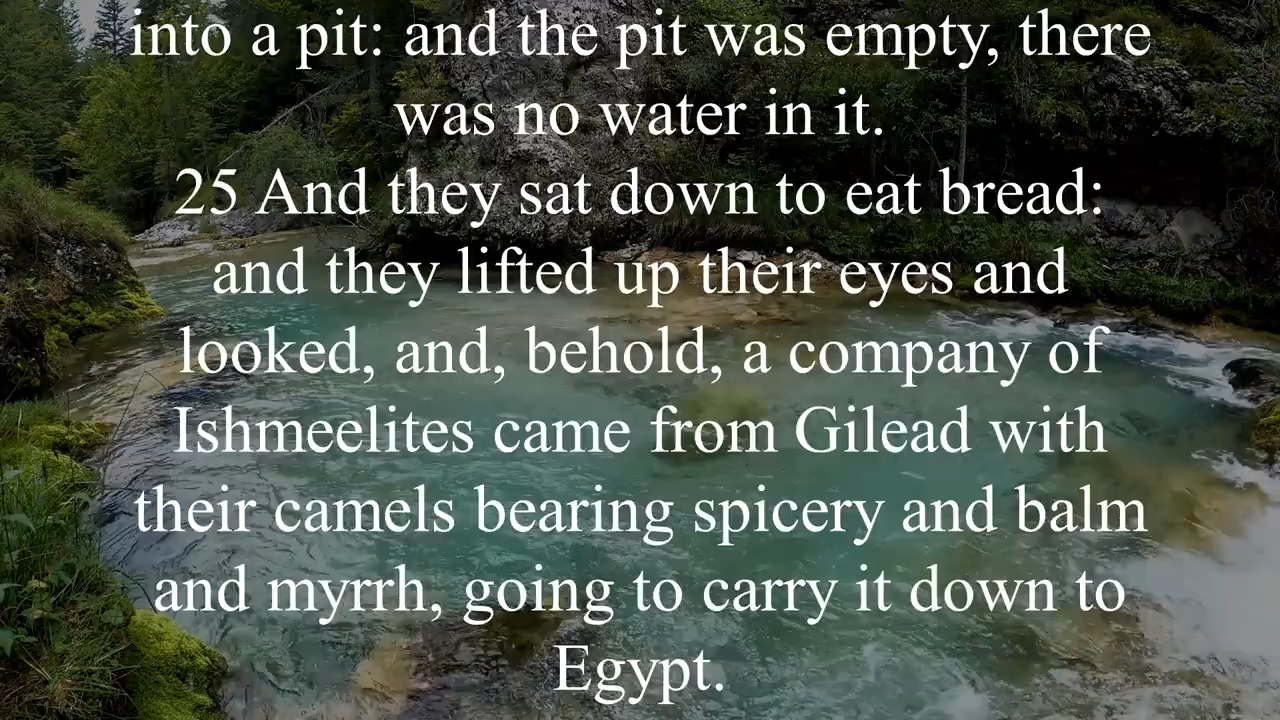 into a pit: and the pit was empty, there
was no water in it.
25 And they sat down to eat bread:
and they lifted up their eyes and
looked, and, behold, a company of
Ishmeelites came from Gilead with
their camels bearing spicery and balm
and myrrh, going to carry it down to
Egypt.